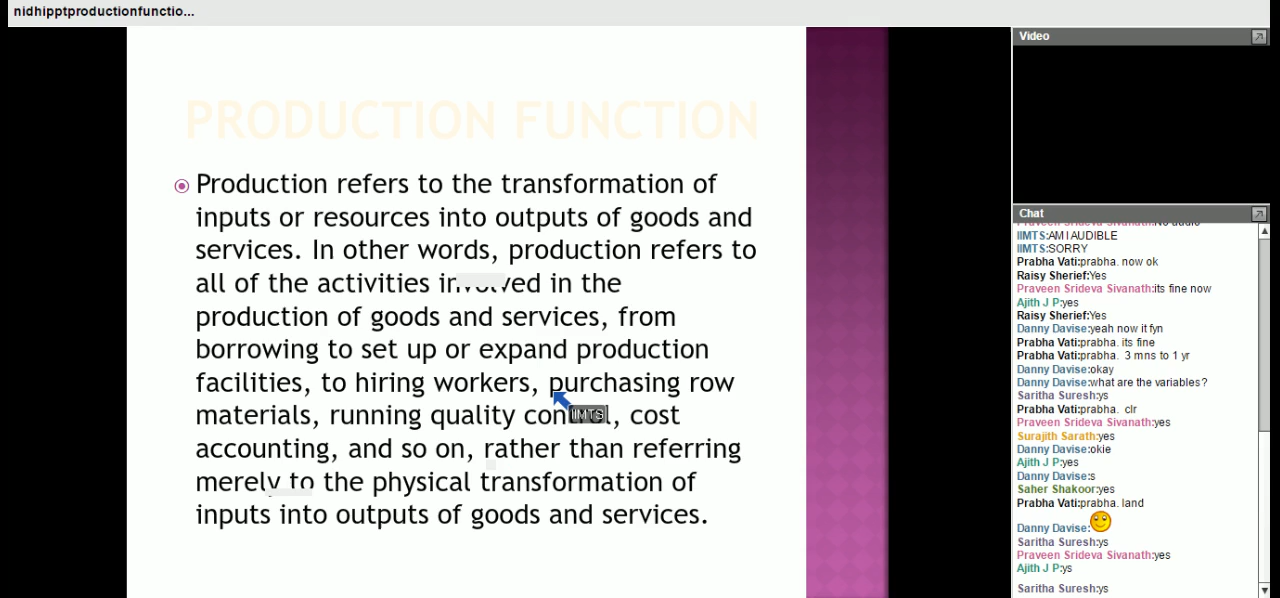 nidhipptproductionfunctio...
PRODUCTION FUNCTION
Production refers to the transformation of
inputs or resources into outputs of goods and
services. In other words, production refers to
all of the activities involved in the
production of goods and services, from
borrowing to set up or expand production
facilities, to hiring workers, purchasing row
materials, running quality control, cost
accounting, and so on, rather than referring
merely to the physical transformation of
inputs into outputs of goods and services.
IIMTS
Video
Chat
Praveen Srideva Sivanath:No audio
IIMTS:AM I AUDIBLE
IIMTS:SORRY
Prabha Vati:prabha. now ok
Raisy Sherief:Yes
Praveen Srideva Sivanath:its fine now
Ajith J P:yes
Raisy Sherief:Yes
Danny Davise:yeah now it fyn
Prabha Vati:prabha. its fine
Prabha Vati:prabha. 3 mns to 1 yr
Danny Davise:okay
Danny Davise:what are the variables?
Saritha Suresh:ys
Prabha Vati:prabha. clr
Praveen Srideva Sivanath:yes
Surajith Sarath:yes
Danny Davise:okie
Ajith J P:yes
Danny Davise:s
Saher Shakoor:yes
Prabha Vati:prabha. land
Danny Davise:
Saritha Suresh:ys
Praveen Srideva Sivanath:yes
Ajith J P:ys
Saritha Suresh:ys